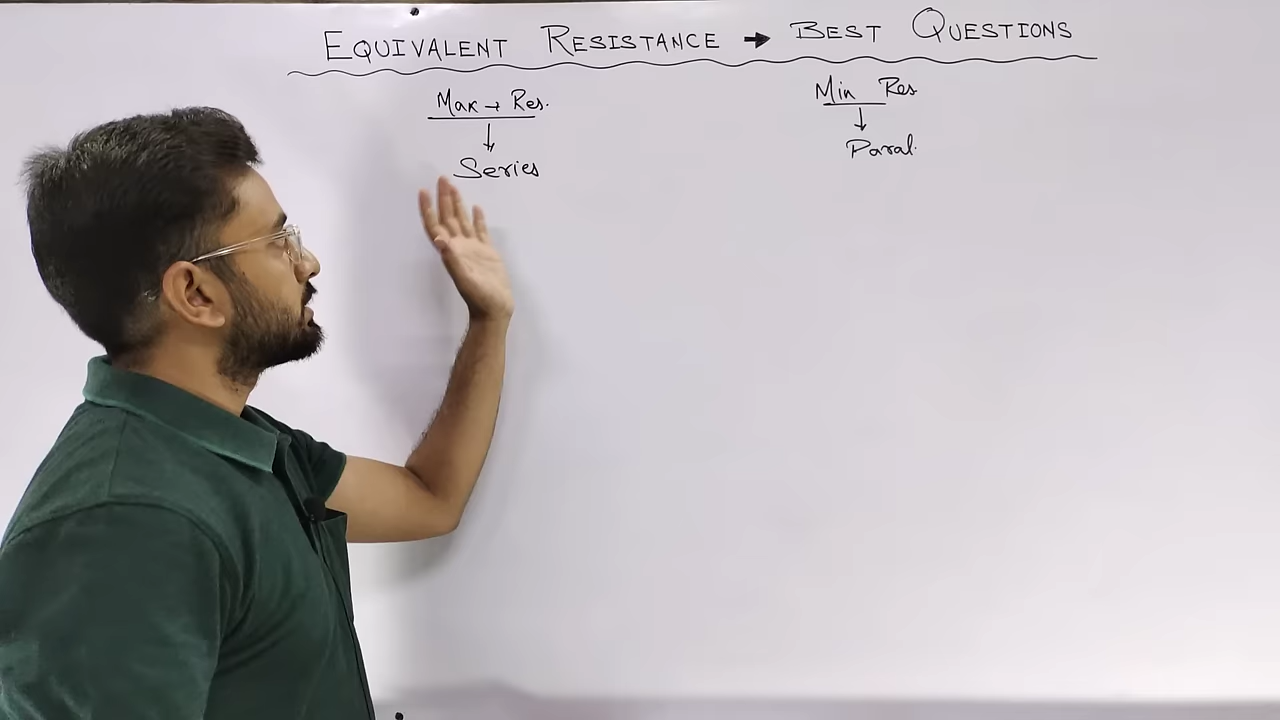 EQUIVALENT RESISTANCE → BEST QUESTIONS
Max → Res.
↓
Series
Min Res
↓
Paral.